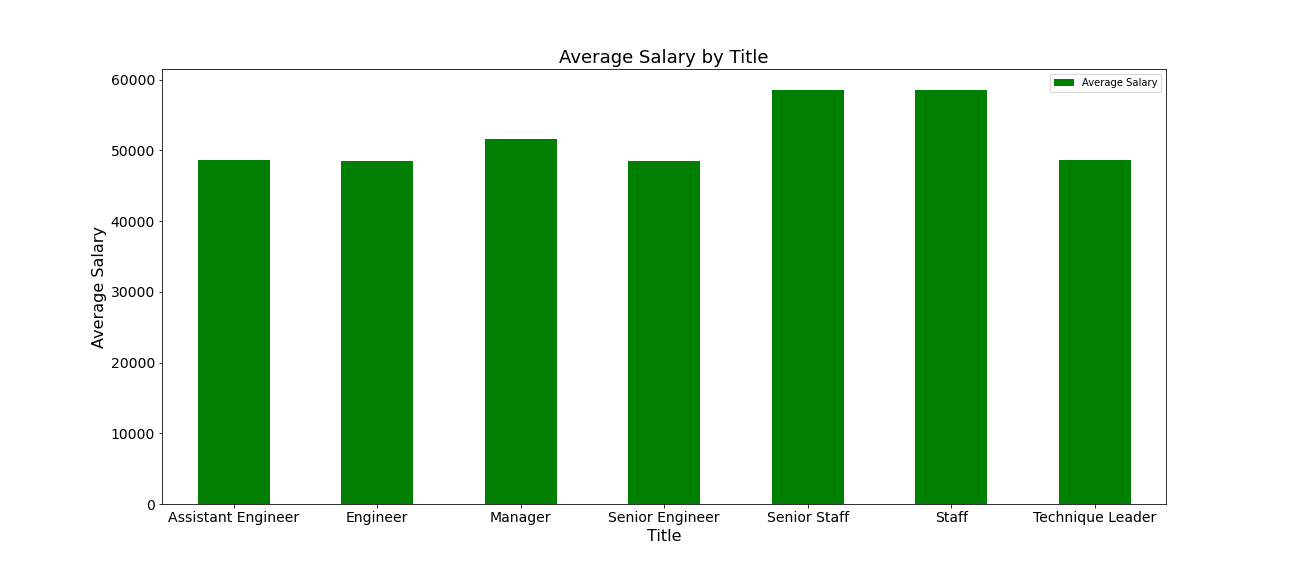 Average Salary by Title
Average Salary
60000
50000
40000
30000
20000
10000
0
Average Salary
Assistant Engineer
Engineer
Manager
Senior Engineer
Senior Staff
Staff
Technique Leader
Title